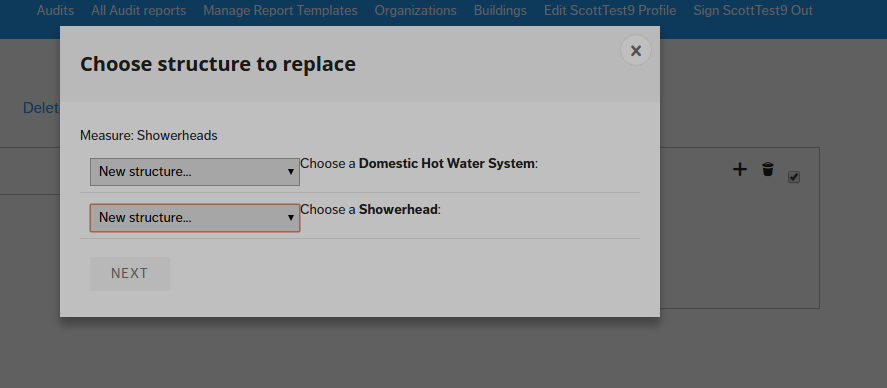 Audits All Audit reports Manage Report Templates Organizations Buildings Edit ScottTest9 Profile Sign ScottTest9 Out
Choose structure to replace
x
Delet
Measure: Showerheads
New structure... Choose a Domestic Hot Water System:
New structure... Choose a Showerhead:
NEXT